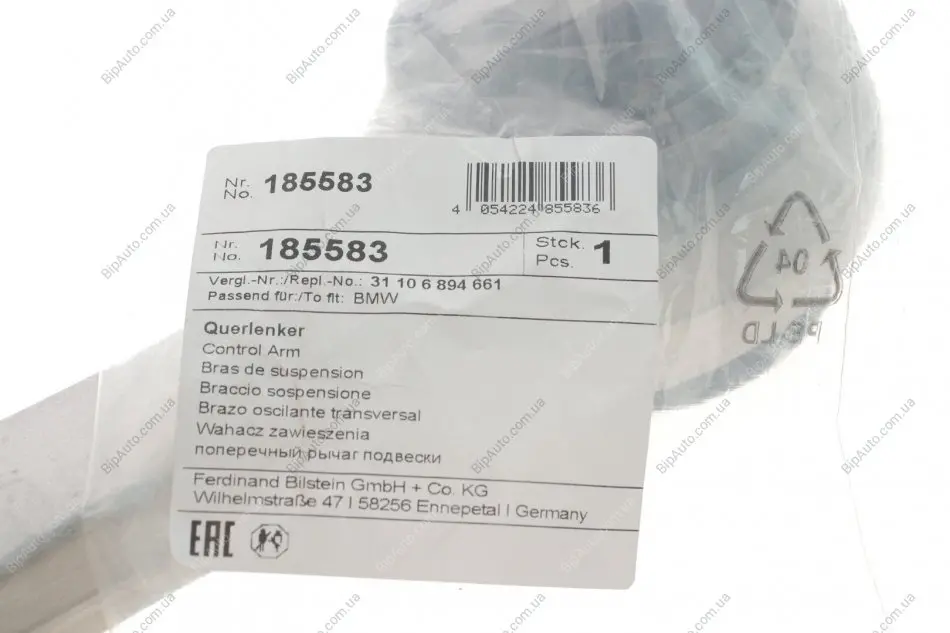 Nr.
No. 185583
4 054224 855836
Nr.
No. 185583
Stck.
Pcs. 1
Vergl.-Nr.:/Repl.-No.: 31 10 6 894 661
Passend für:/To fit: BMW
Querlenker
Control Arm
Bras de suspension
Braccio sospensione
Brazo oscilante transversal
Wahacz zawieszenia
поперечный рычаг подвески
Ferdinand Bilstein GmbH + Co. KG
Wilhelmstraße 47 | 58256 Ennepetal | Germany
EAC
04
PE-LD
BipAuto.com.ua